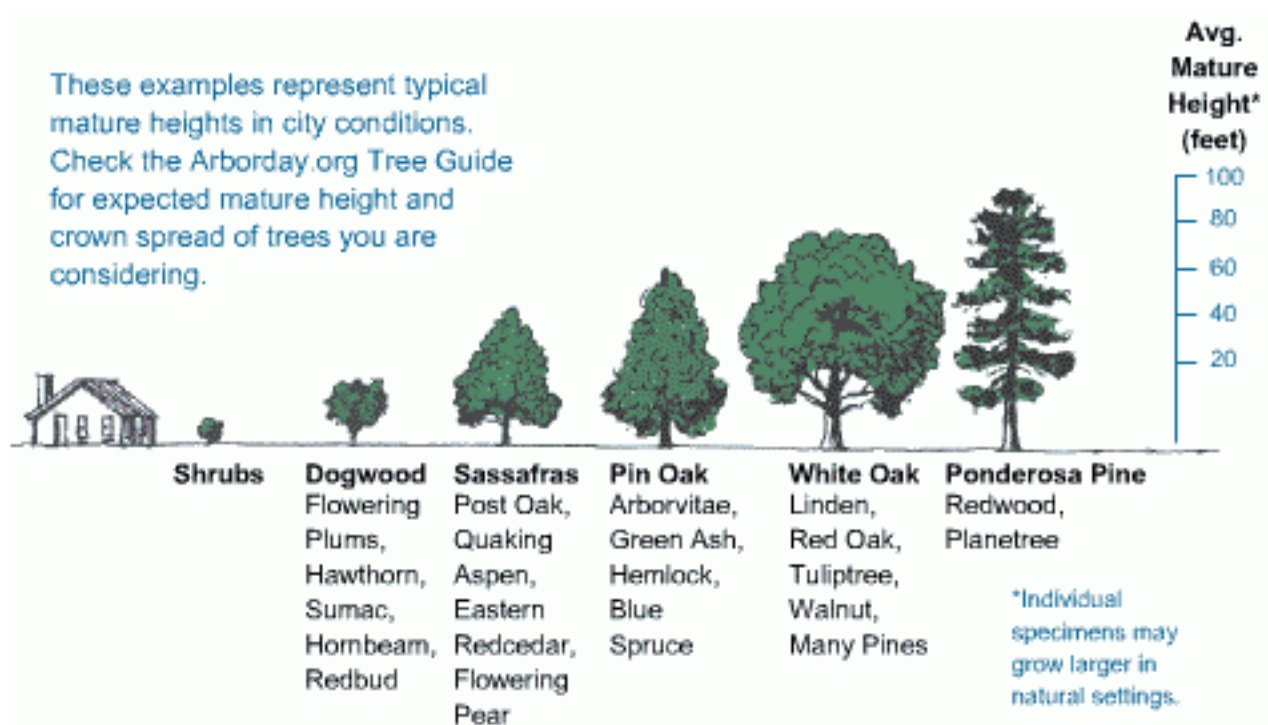 These examples represent typical
mature heights in city conditions.
Check the Arborday.org Tree Guide
for expected mature height and
crown spread of trees you are
considering.
Avg.
Mature
Height*
(feet)
100
80
60
40
20
Shrubs
Dogwood
Flowering
Plums,
Hawthorn,
Sumac,
Hornbeam,
Redbud
Sassafras
Post Oak,
Quaking
Aspen,
Eastern
Redcedar,
Flowering
Pear
Pin Oak
Arborvitae,
Green Ash,
Hemlock,
Blue
Spruce
White Oak
Linden,
Red Oak,
Tuliptree,
Walnut,
Many Pines
Ponderosa Pine
Redwood,
Planetree
*Individual
specimens may
grow larger in
natural settings.